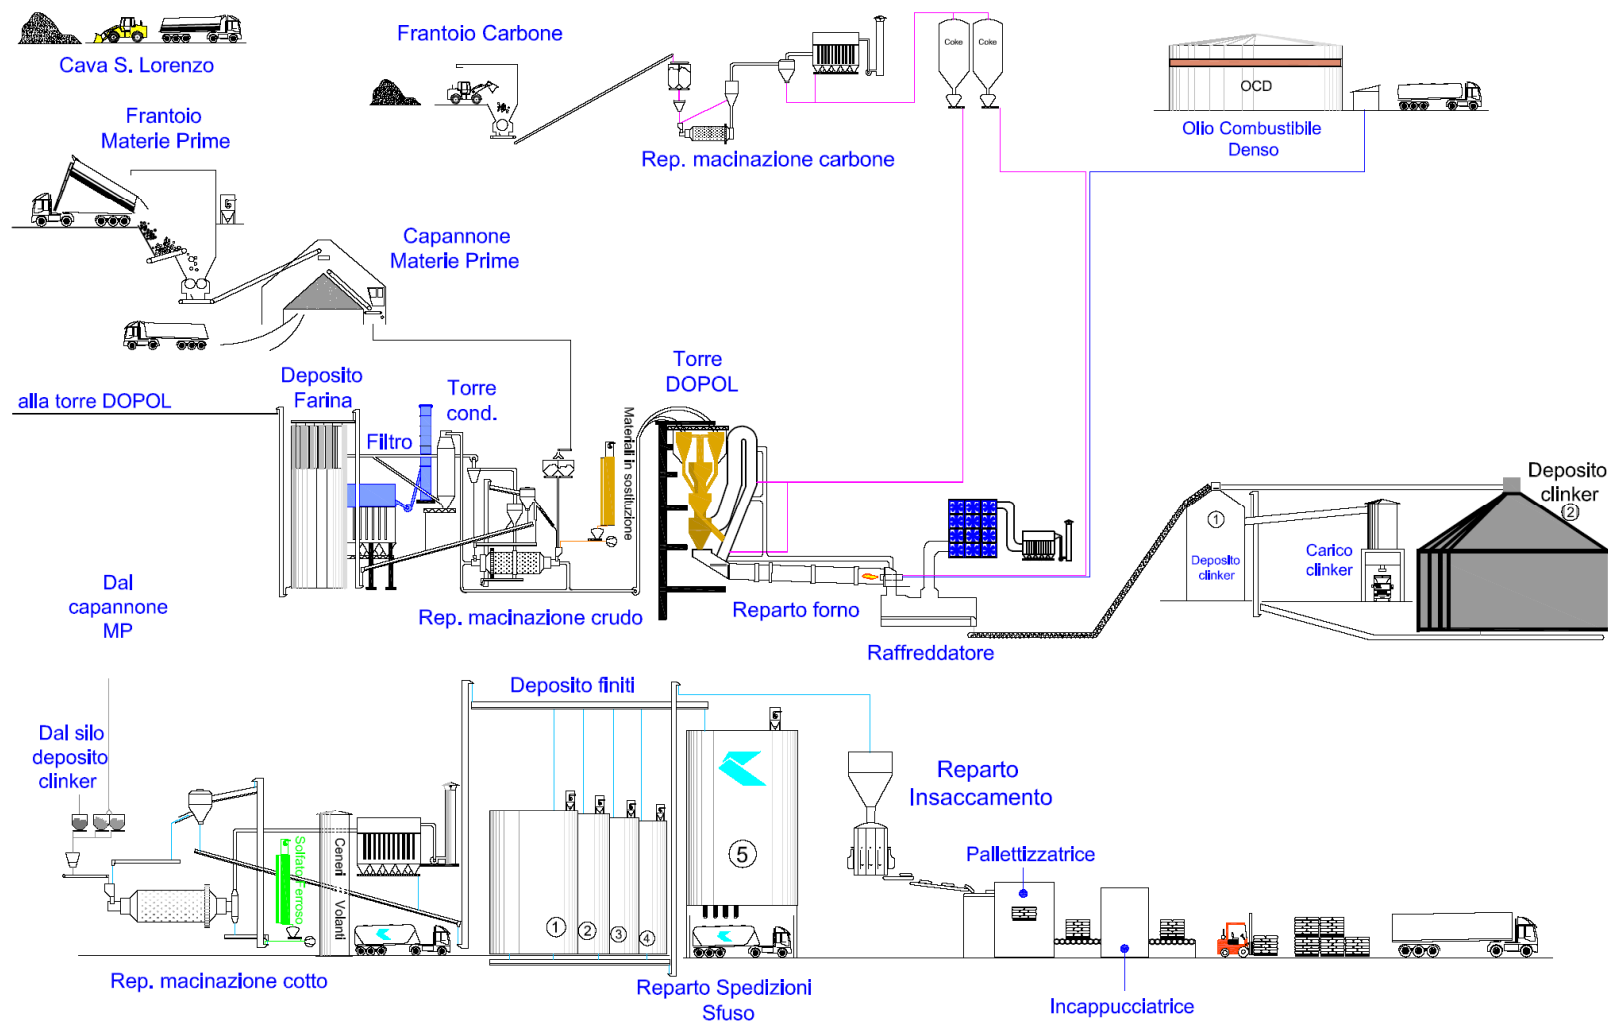 Cava S. Lorenzo
Frantoio Carbone
Coke
Coke
OCD
Olio Combustibile
Denso
Frantoio
Materie Prime
Rep. macinazione carbone
Capannone
Materie Prime
alla torre DOPOL
Deposito
Farina
Filtro
Torre
cond.
Materiali in sostituzione
Torre
DOPOL
Rep. macinazione crudo
Reparto forno
Raffreddatore
1
Deposito
clinker
Carico
clinker
Deposito
clinker
2
Dal
capannone
MP
Dal silo
deposito
clinker
Solfato Ferroso
Ceneri Volanti
Rep. macinazione cotto
Deposito finiti
1
2
3
4
5
Reparto Spedizioni
Sfuso
Reparto
Insaccamento
Pallettizzatrice
Incappucciatrice